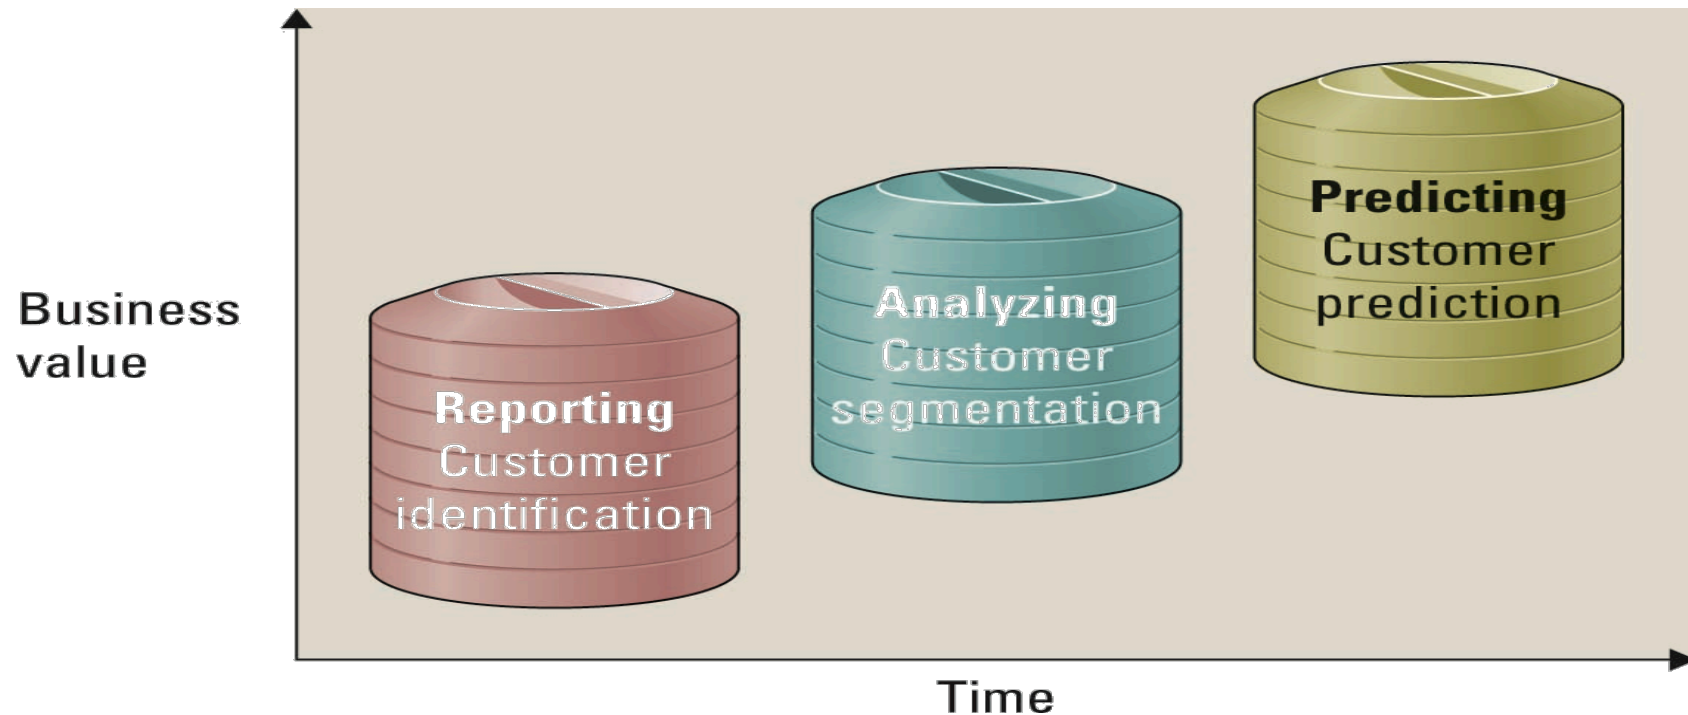 Business
value
Reporting
Customer
identification
Analyzing
Customer
segmentation
Predicting
Customer
prediction
Time